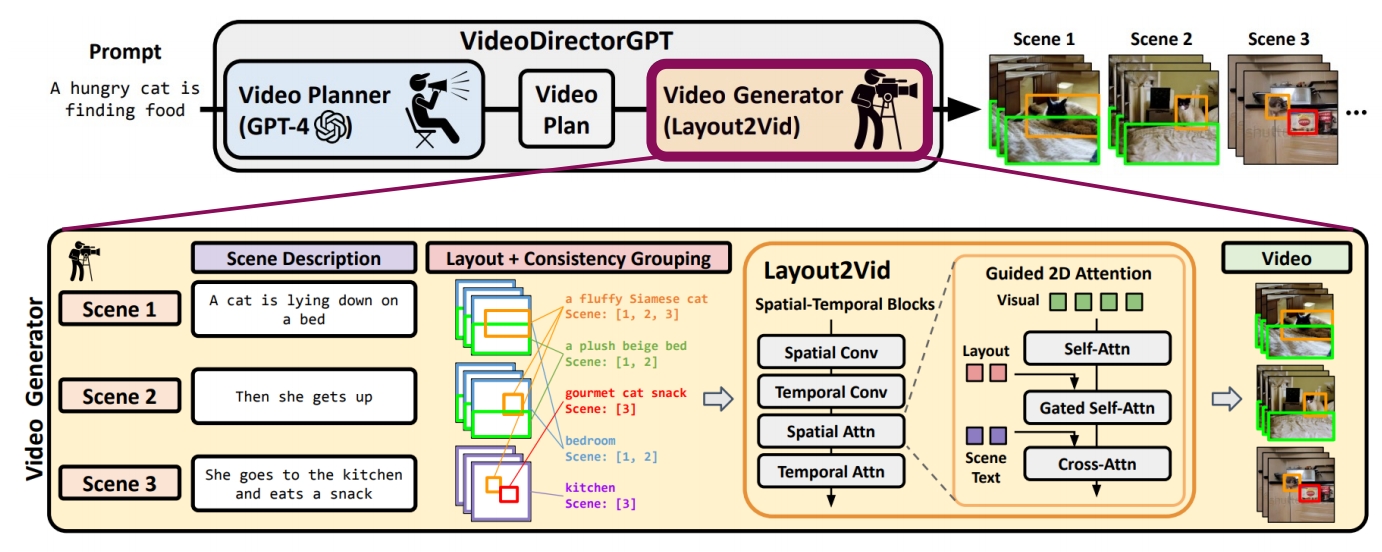 VideoDirectorGPT
Prompt
A hungry cat is
finding food
Video Planner
(GPT-4 )
Video
Plan
Video Generator
(Layout2Vid)
Scene 1
Scene 2
Scene 3
...
Video Generator
Scene Description
Layout + Consistency Grouping
Scene 1
A cat is lying down on
a bed
Scene 2
Then she gets up
Scene 3
She goes to the kitchen
and eats a snack
a fluffy Siamese cat
Scene: [1, 2, 3]
a plush beige bed
Scene: [1, 2]
gourmet cat snack
Scene: [3]
bedroom
Scene: [1, 2]
kitchen
Scene: [3]
Layout2Vid
Spatial-Temporal Blocks
Spatial Conv
Temporal Conv
Spatial Attn
Temporal Attn
Guided 2D Attention
Visual
Self-Attn
Layout
Gated Self-Attn
Scene
Text
Cross-Attn
Video